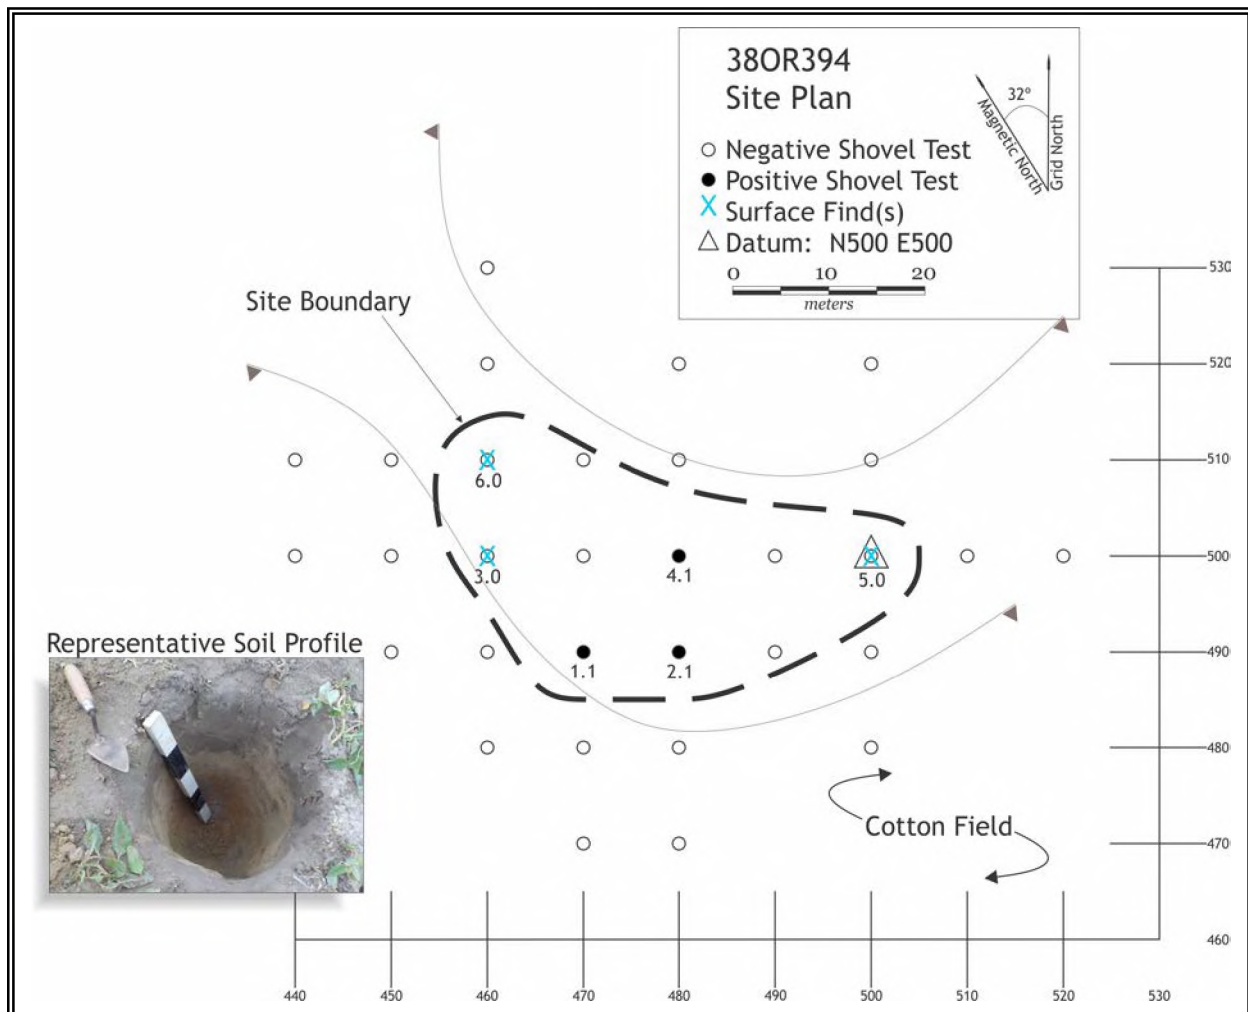 38OR394
Site Plan
32°
Magnetic North
Grid North
Negative Shovel Test
Positive Shovel Test
Surface Find(s)
Datum: N500 E500
0 10 20
meters
Site Boundary
530
520
510
500
490
480
470
460
6.0
3.0
4.1
5.0
1.1
2.1
Representative Soil Profile
Cotton Field
440 450 460 470 480 490 500 510 520 530